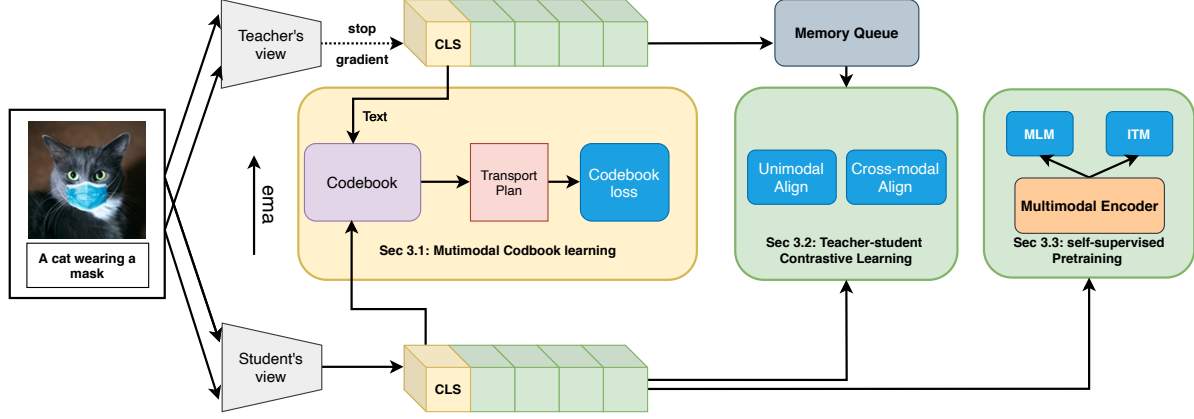 Teacher's
view
stop
gradient
CLS
Memory Queue
Text
Codebook
Transport
Plan
Codebook
loss
Sec 3.1: Mutimodal Codbook learning
ema
A cat wearing a
mask
Unimodal
Align
Cross-modal
Align
Sec 3.2: Teacher-student
Contrastive Learning
MLM
ITM
Multimodal Encoder
Sec 3.3: self-supervised
Pretraining
Student's
view
CLS